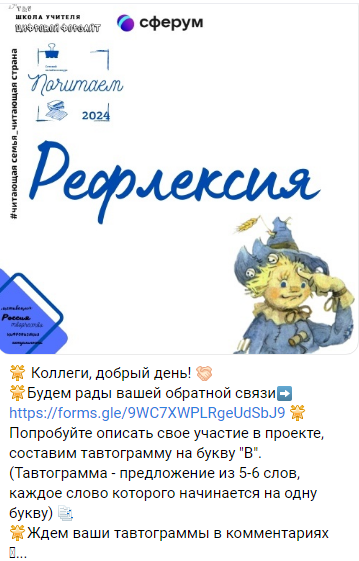 ШКОЛА УЧИТЕЛЯ
ЦИФРОВОЙ ФОРМАТ
сферум
#читающая семья_читающая страна
Почитаем
2024
Рефлексия
Россия
творчество
Коллеги, добрый день! 🤝
🌟Будем рады вашей обратной связи➡
https://forms.gle/9WC7XWPLRgeUdSbJ9 🌟
Попробуйте описать свое участие в проекте,
составим тавтограмму на букву "В".
(Тавтограмма - предложение из 5-6 слов,
каждое слово которого начинается на одну
букву) 📝.
🌟Ждем ваши тавтограммы в комментариях
...